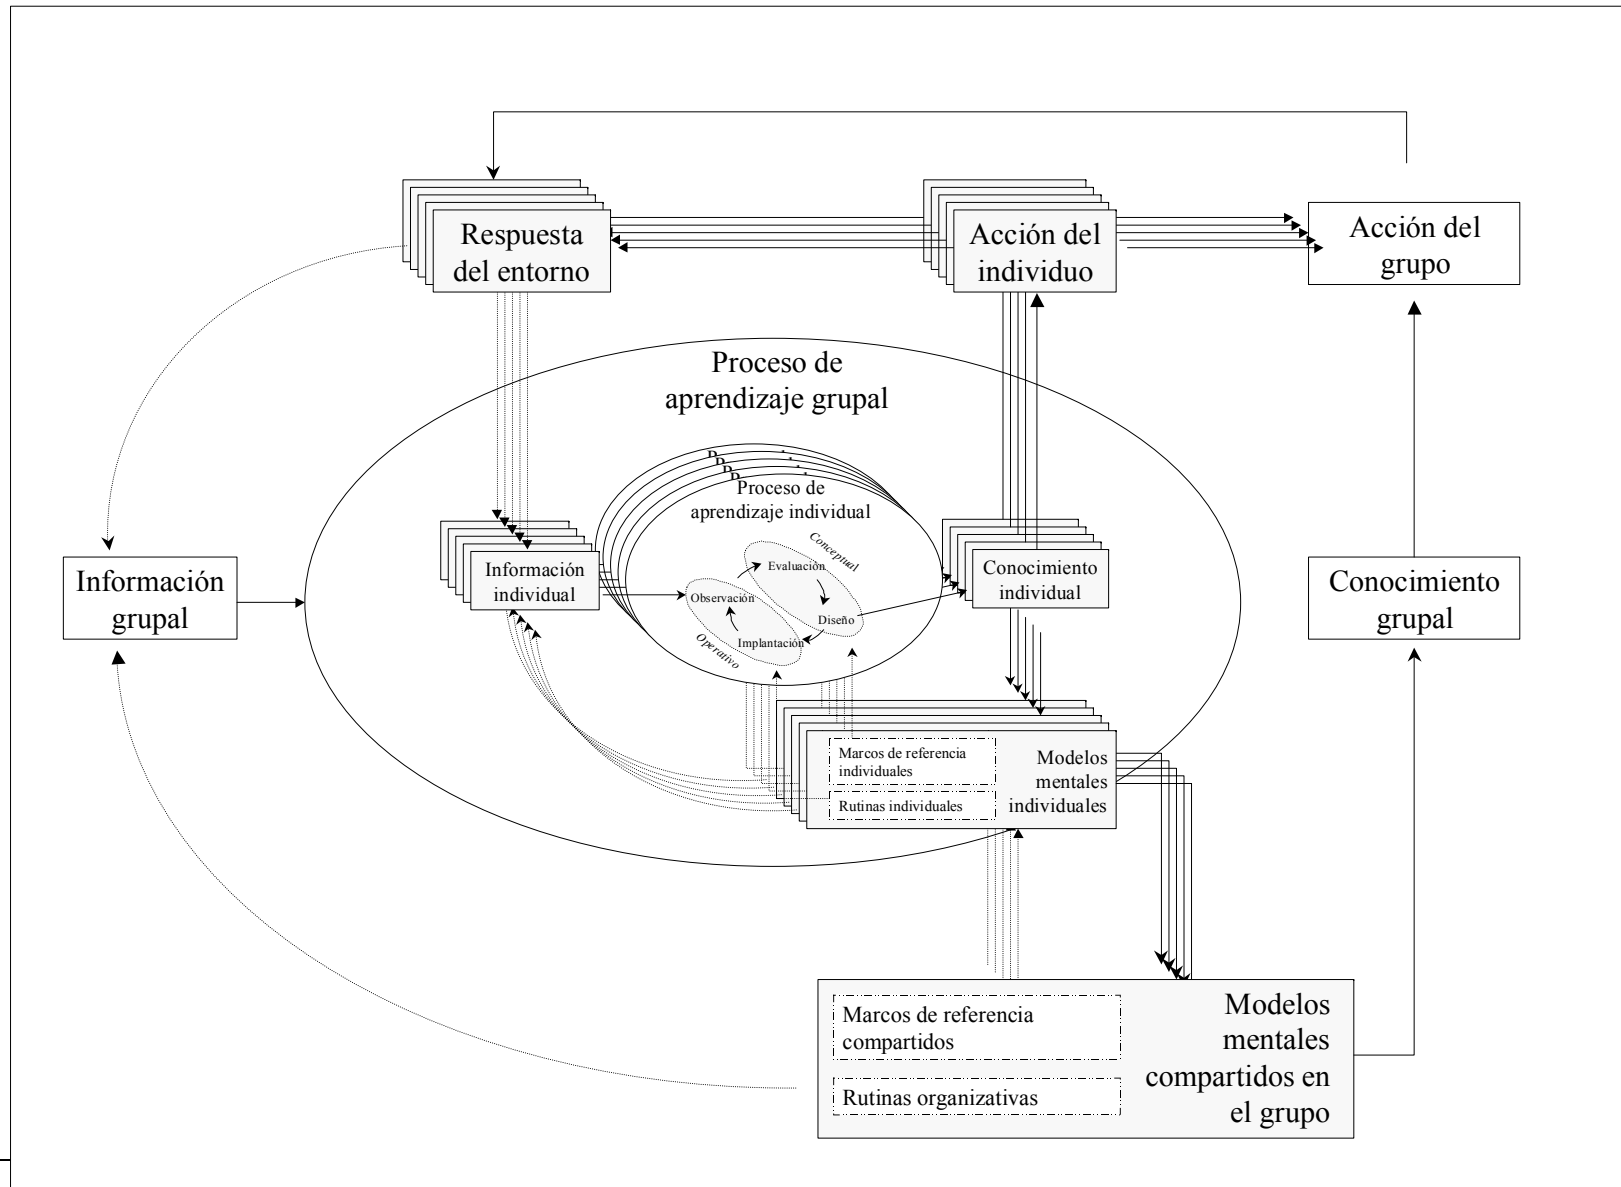 Respuesta
del entorno
Acción del
individuo
Acción del
grupo
Proceso de
aprendizaje grupal
Proceso de
aprendizaje individual
Conceptual
Evaluación
Observación
Diseño
Implantación
Operativo
Información
grupal
Información
individual
Conocimiento
individual
Conocimiento
grupal
Marcos de referencia
individuales
Rutinas individuales
Modelos
mentales
individuales
Marcos de referencia
compartidos
Rutinas organizativas
Modelos
mentales
compartidos en
el grupo